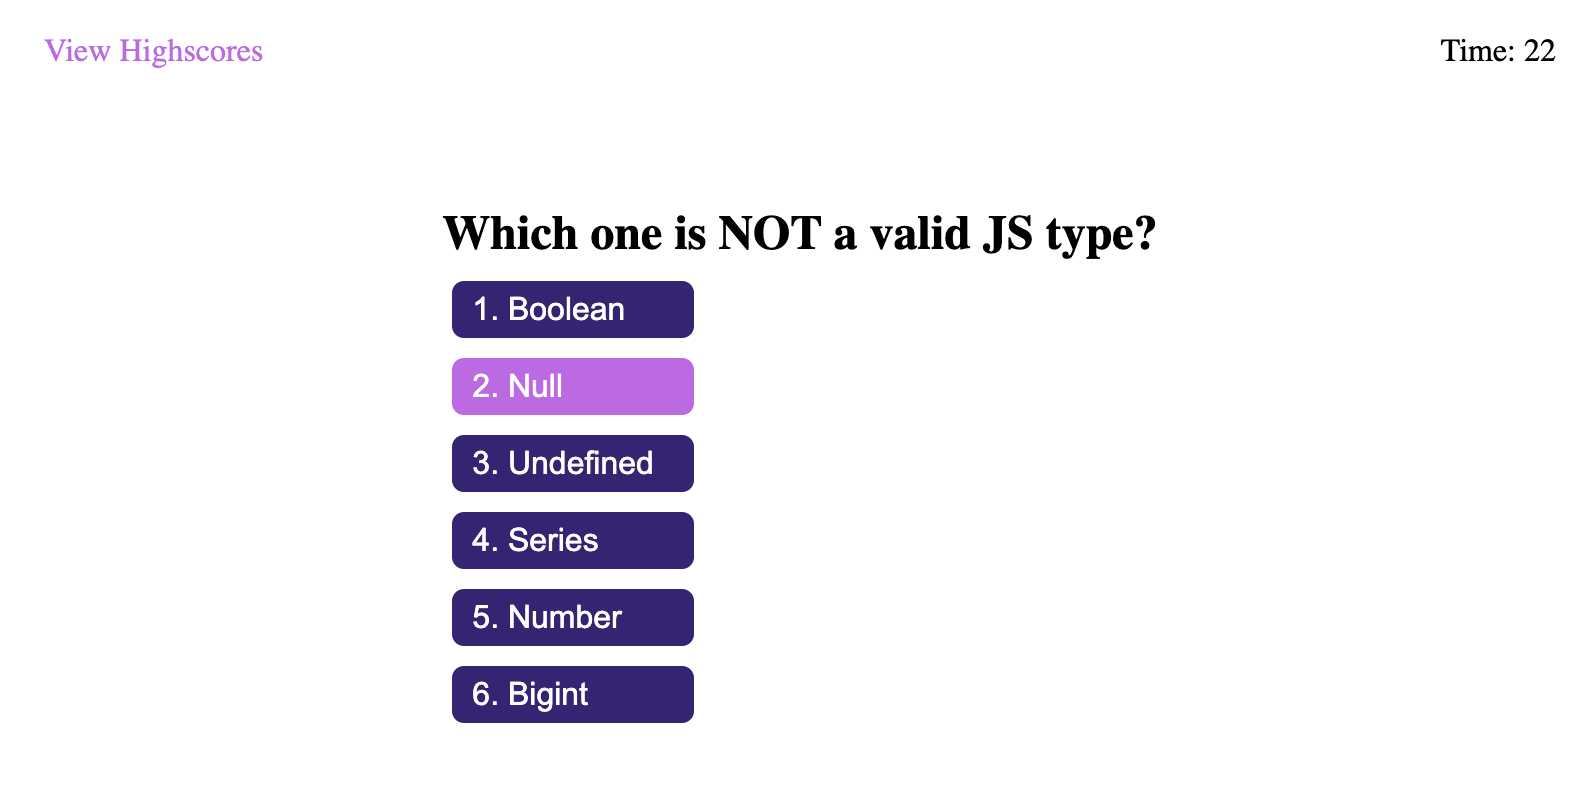 View Highscores
Time: 22
Which one is NOT a valid JS type?
1. Boolean
2. Null
3. Undefined
4. Series
5. Number
6. Bigint